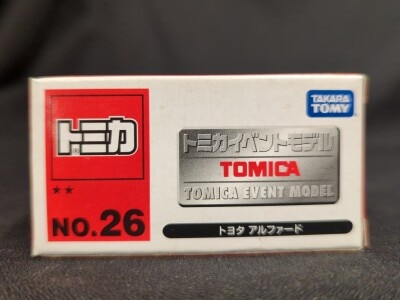 トミカ
★★
NO.26
トミカイベントモデル
TOMICA
TOMICA EVENT MODEL
トヨタ アルファード
TAKARA
TOMY